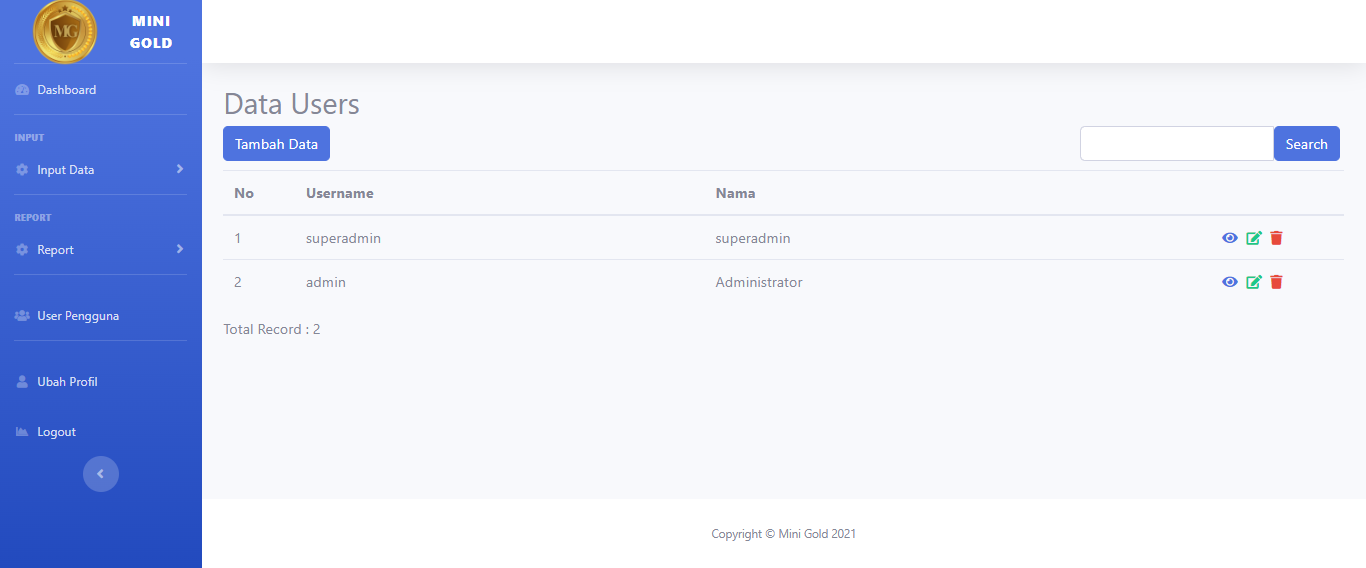 MG
MINI
GOLD
Dashboard
INPUT
Input Data
REPORT
Report
User Pengguna
Ubah Profil
Logout
Data Users
Tambah Data
Search
No Username Nama
1 superadmin superadmin
2 admin Administrator
Total Record : 2
Copyright © Mini Gold 2021